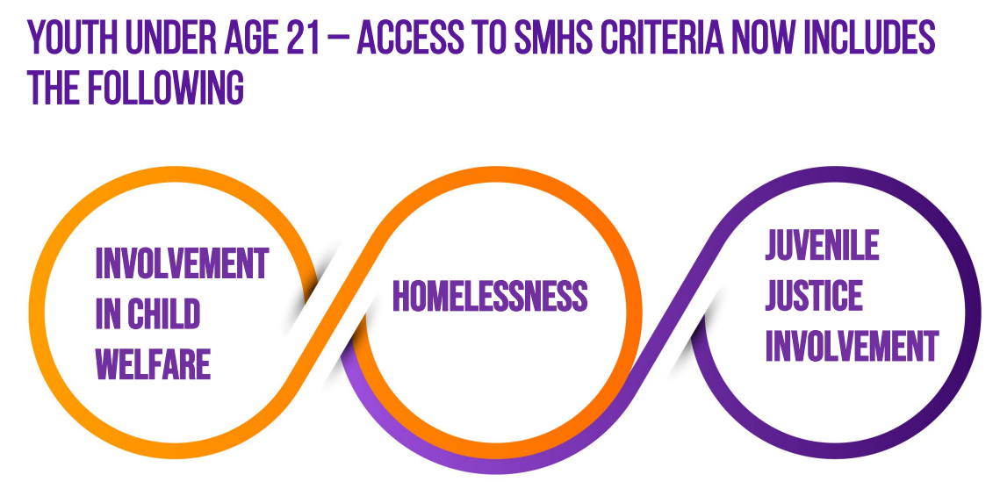 YOUTH UNDER AGE 21 – ACCESS TO SMHS CRITERIA NOW INCLUDES
THE FOLLOWING
INVOLVEMENT
IN CHILD
WELFARE
HOMELESSNESS
JUVENILE
JUSTICE
INVOLVEMENT